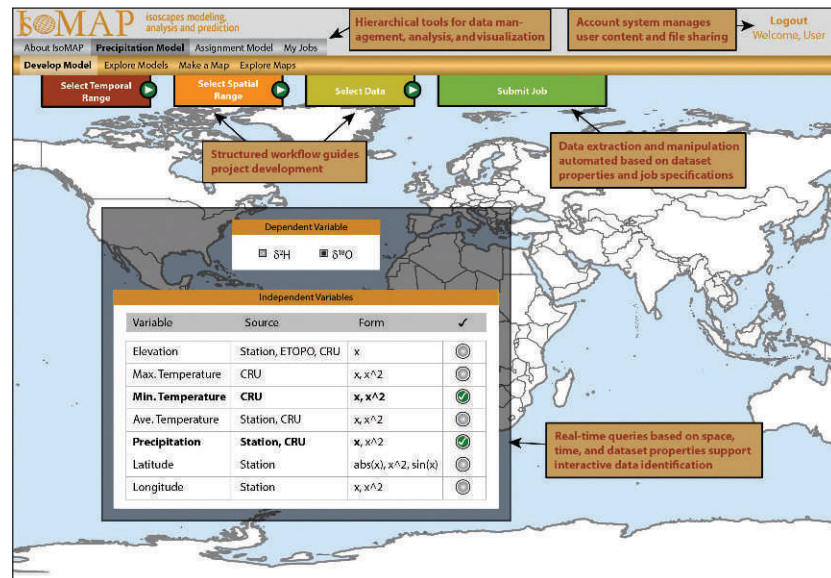 IsoMAP
isoscapes modeling,
analysis and prediction
Hierarchical tools for data man-
agement, analysis, and visualization
Account system manages
user content and file sharing
Logout
Welcome, User
About IsoMAP Precipitation Model Assignment Model My Jobs
Develop Model Explore Models Make a Map Explore Maps
Select Temporal
Range
Select Spatial
Range
Select Data
Submit Job
Structured workflow guides
project development
Data extraction and manipulation
automated based on dataset
properties and job specifications
Dependent Variable
δ²H δ¹⁸O
Independent Variables
Variable Source Form ✓
Elevation Station, ETOPO, CRU x
Max. Temperature CRU x, x^2
Min. Temperature CRU x, x^2
Ave. Temperature Station, CRU x, x^2
Precipitation Station, CRU x, x^2
Latitude Station abs(x), x^2, sin(x)
Longitude Station x, x^2
Real-time queries based on space,
time, and dataset properties support
interactive data identification